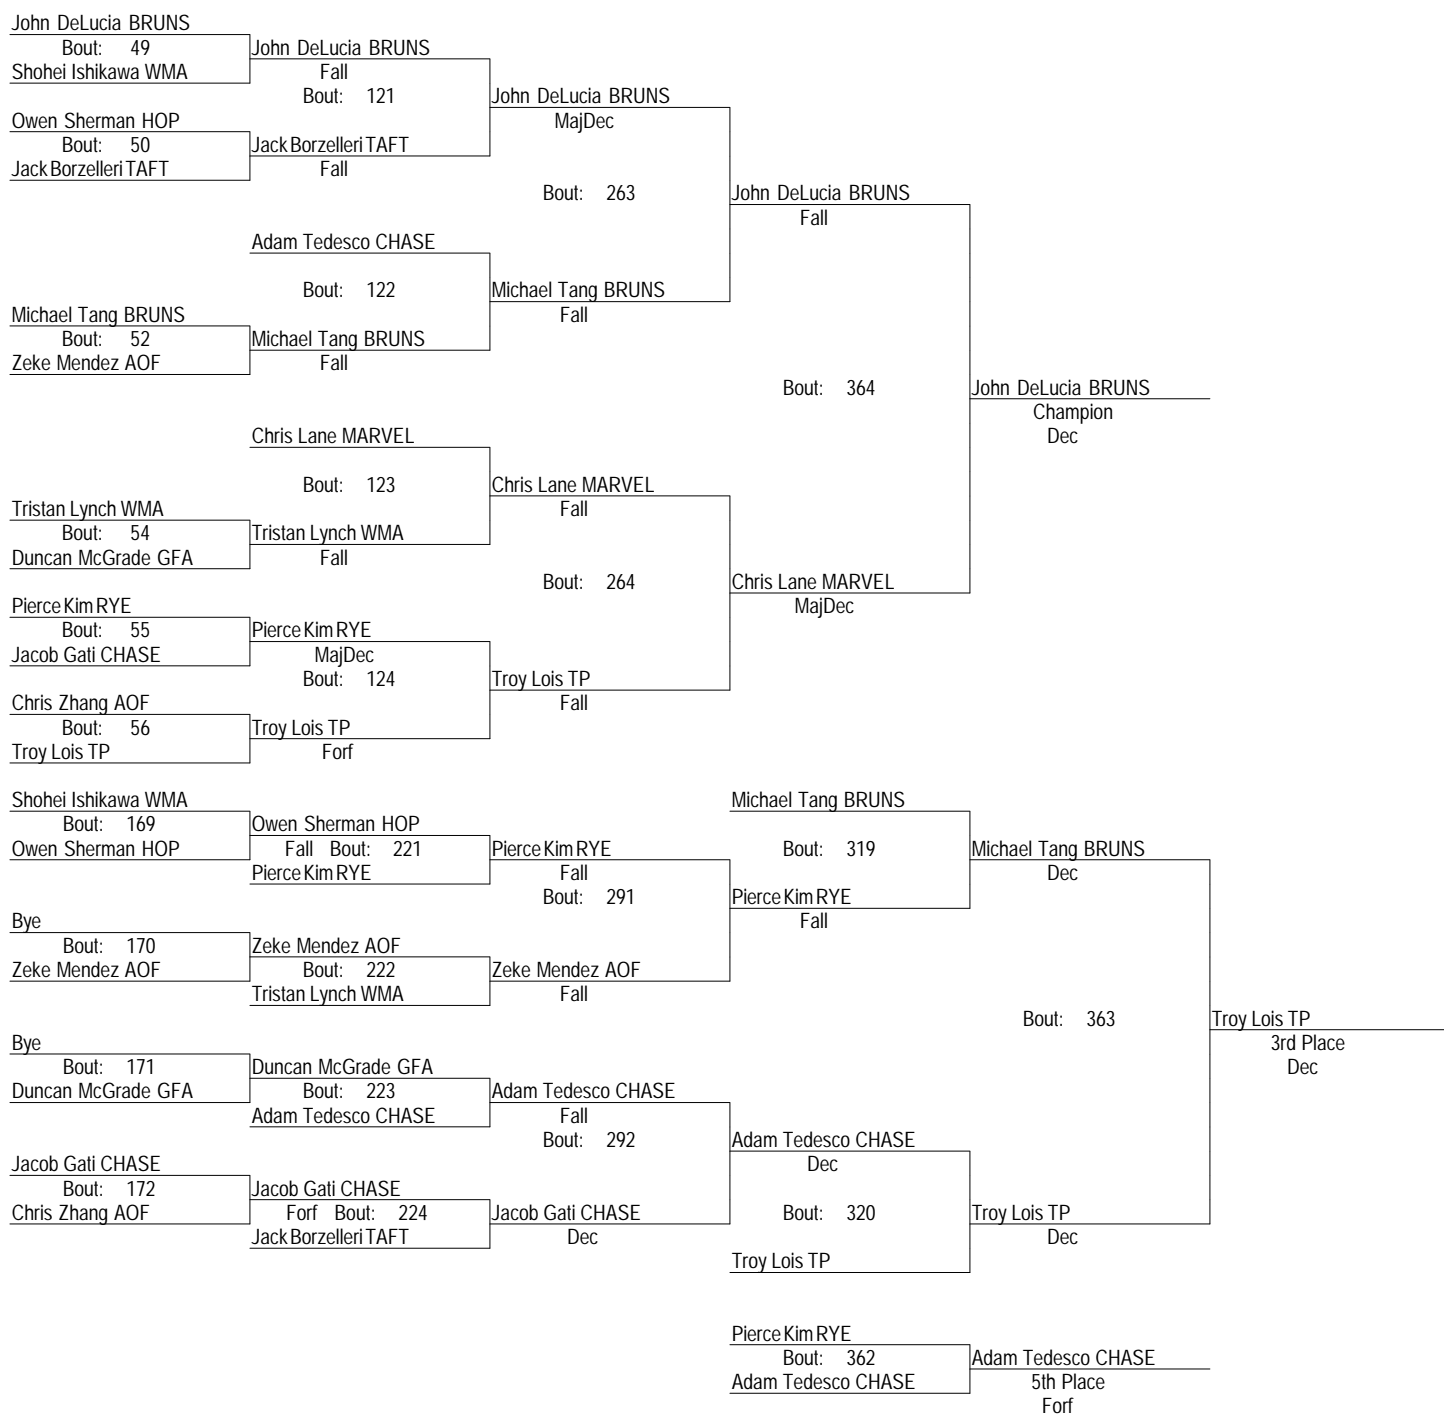 John DeLucia BRUNS
Bout: 49
John DeLucia BRUNS
Shohei Ishikawa WMA
Fall
Bout: 121
John DeLucia BRUNS
Owen Sherman HOP
MajDec
Bout: 50
Jack Borzelleri TAFT
Jack Borzelleri TAFT
Fall
Bout: 263
John DeLucia BRUNS
Fall
Adam Tedesco CHASE
Bout: 122
Michael Tang BRUNS
Michael Tang BRUNS
Fall
Bout: 52
Michael Tang BRUNS
Zeke Mendez AOF
Fall
Bout: 364
John DeLucia BRUNS
Champion
Dec
Chris Lane MARVEL
Bout: 123
Chris Lane MARVEL
Tristan Lynch WMA
Fall
Bout: 54
Tristan Lynch WMA
Duncan McGrade GFA
Fall
Bout: 264
Chris Lane MARVEL
Pierce Kim RYE
MajDec
Bout: 55
Pierce Kim RYE
Jacob Gati CHASE
MajDec
Bout: 124
Troy Lois TP
Chris Zhang AOF
Fall
Bout: 56
Troy Lois TP
Troy Lois TP
Forf
Shohei Ishikawa WMA
Michael Tang BRUNS
Bout: 169
Owen Sherman HOP
Owen Sherman HOP
Fall Bout: 221
Pierce Kim RYE
Bout: 319
Michael Tang BRUNS
Pierce Kim RYE
Fall
Dec
Bout: 291
Pierce Kim RYE
Bye
Fall
Bout: 170
Zeke Mendez AOF
Zeke Mendez AOF
Bout: 222
Zeke Mendez AOF
Tristan Lynch WMA
Fall
Bout: 363
Troy Lois TP
Bye
3rd Place
Bout: 171
Duncan McGrade GFA
Dec
Duncan McGrade GFA
Bout: 223
Adam Tedesco CHASE
Adam Tedesco CHASE
Fall
Bout: 292
Adam Tedesco CHASE
Jacob Gati CHASE
Dec
Bout: 172
Jacob Gati CHASE
Chris Zhang AOF
Forf Bout: 224
Jacob Gati CHASE
Bout: 320
Troy Lois TP
Jack Borzelleri TAFT
Dec
Dec
Troy Lois TP
Pierce Kim RYE
Bout: 362
Adam Tedesco CHASE
Adam Tedesco CHASE
5th Place
Forf